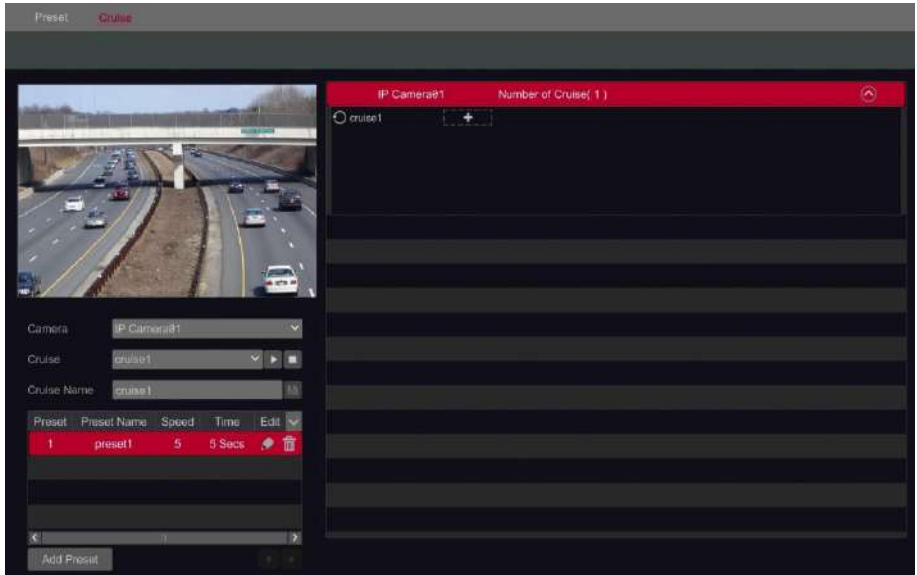 Preset Cruise
IP Camera01 Number of Cruise( 1 )
cruise1
Camera IP Camera01
Cruise cruise1
Cruise Name cruise1
Preset Preset Name Speed Time Edit
1 preset1 5 5 Secs
Add Preset